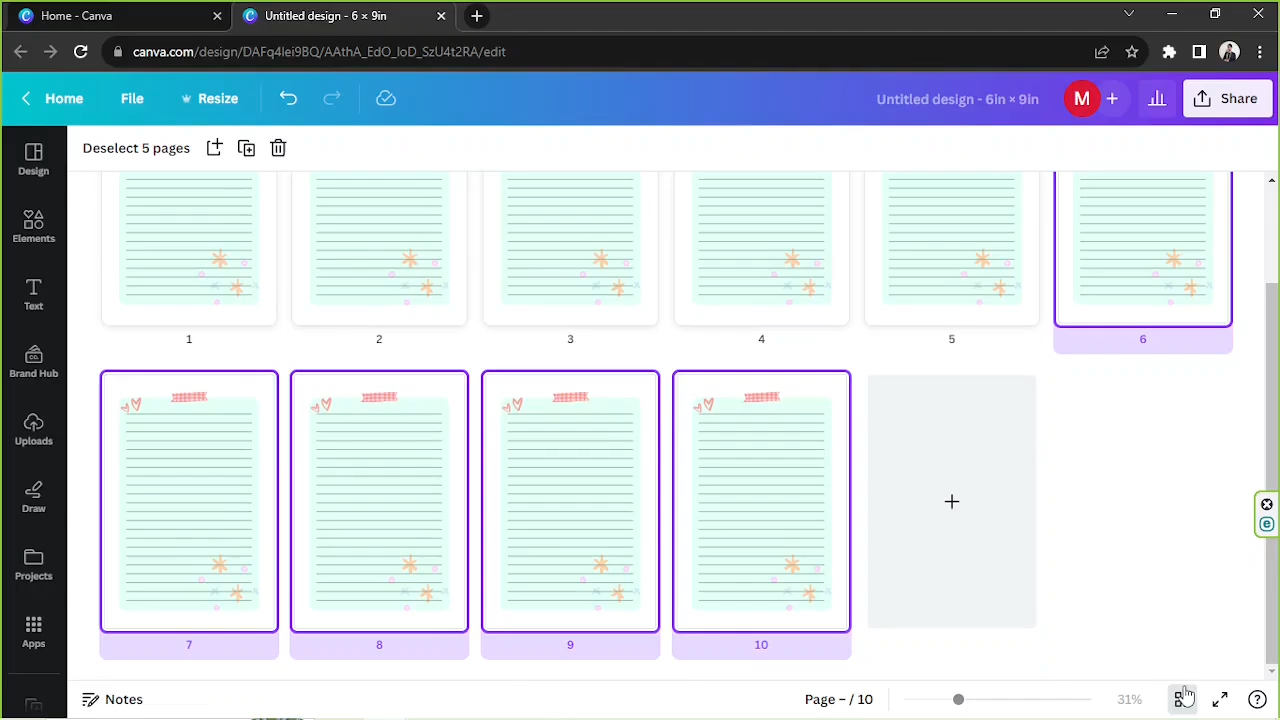 Home - Canva
Untitled design - 6 × 9in
canva.com/design/DAFq4lei9BQ/AAthA_EdO_IoD_SzU4t2RA/edit
Home
File
Resize
Untitled design - 6in × 9in
M
Share
Deselect 5 pages
Design
Elements
Text
CO.
Brand Hub
Uploads
Draw
Projects
Apps
1
2
3
4
5
6
7
8
9
10
Notes
Page – / 10
31%